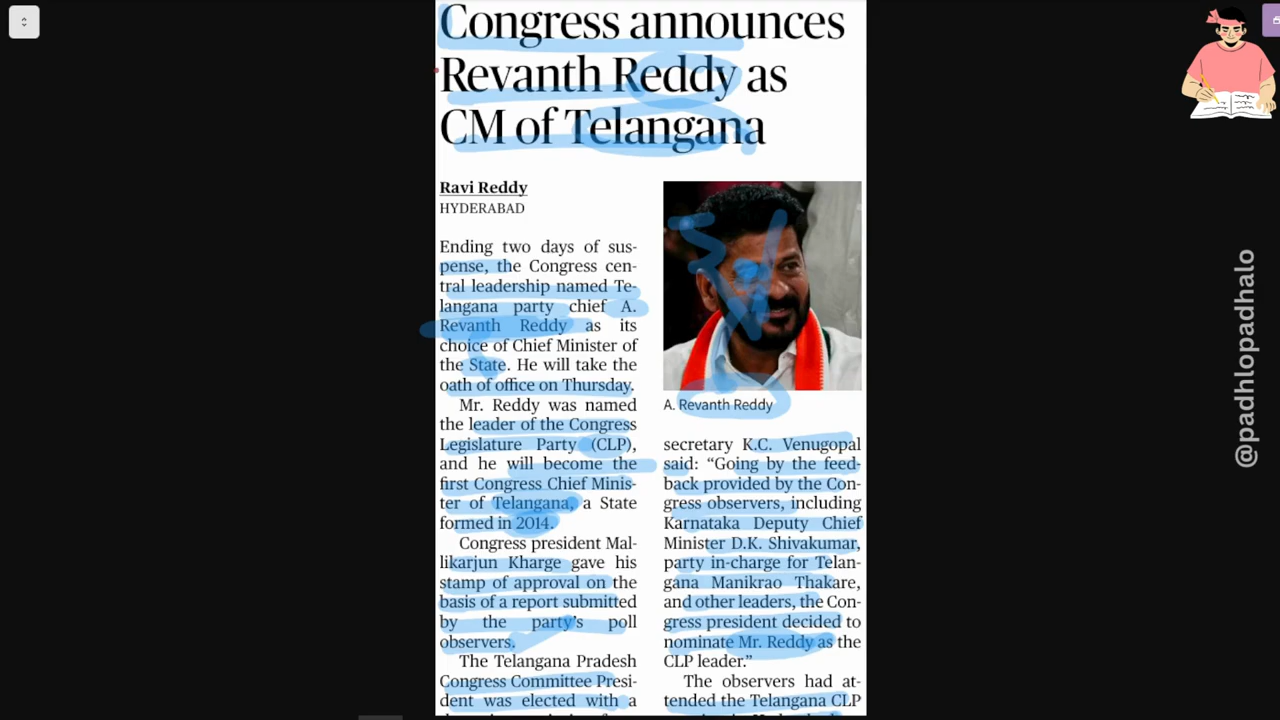 Congress announces
Revanth Reddy as
CM of Telangana
Ravi Reddy
HYDERABAD
Ending two days of sus-
pense, the Congress cen-
tral leadership named Te-
langana party chief A.
Revanth Reddy as its
choice of Chief Minister of
the State. He will take the
oath of office on Thursday.
Mr. Reddy was named
the leader of the Congress
Legislature Party (CLP),
and he will become the
first Congress Chief Minis-
ter of Telangana, a State
formed in 2014.
Congress president Mal-
likarjun Kharge gave his
stamp of approval on the
basis of a report submitted
by the party's poll
observers.
The Telangana Pradesh
Congress Committee Presi-
dent was elected with a
A. Revanth Reddy
secretary K.C. Venugopal
said: “Going by the feed-
back provided by the Con-
gress observers, including
Karnataka Deputy Chief
Minister D.K. Shivakumar,
party in-charge for Telan-
gana Manikrao Thakare,
and other leaders, the Con-
gress president decided to
nominate Mr. Reddy as the
CLP leader.”
The observers had at-
tended the Telangana CLP
@padhlopadhalo